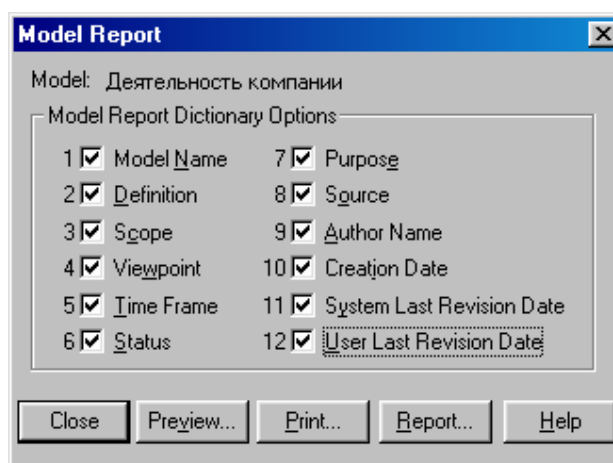 Model Report
Model: Деятельность компании
Model Report Dictionary Options
1 Model Name
2 Definition
3 Scope
4 Viewpoint
5 Time Frame
6 Status
7 Purpose
8 Source
9 Author Name
10 Creation Date
11 System Last Revision Date
12 User Last Revision Date
Close Preview... Print... Report... Help